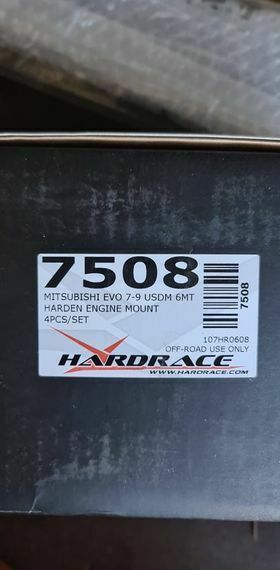 7508
MITSUBISHI EVO 7-9 USDM 6MT
HARDEN ENGINE MOUNT
4PCS/SET
7508
107HR0608
OFF-ROAD USE ONLY
HARDRACE
WWW.HARDRACE.COM